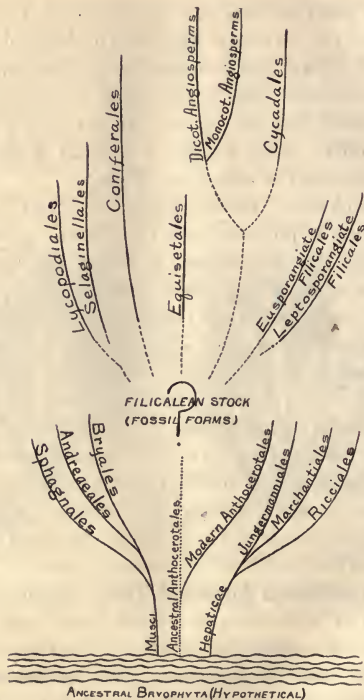 Dicot. Angiosperms
Monocot. Angiosperms
Cycadales
Coniferales
Lycopodiales
Selaginellales
Equisetales
Eusporangiate
Filicales
Leptosporangiate
Filicales
?
FILICALEAN STOCK
(FOSSIL FORMS)
Sphagnales
Andreaeales
Bryales
Modern Anthocerotales
Jungermanniales
Marchantiales
Ricciales
Musci
Ancestral Anthocerotales
Hepaticae
ANCESTRAL BRYOPHYTA (HYPOTHETICAL)